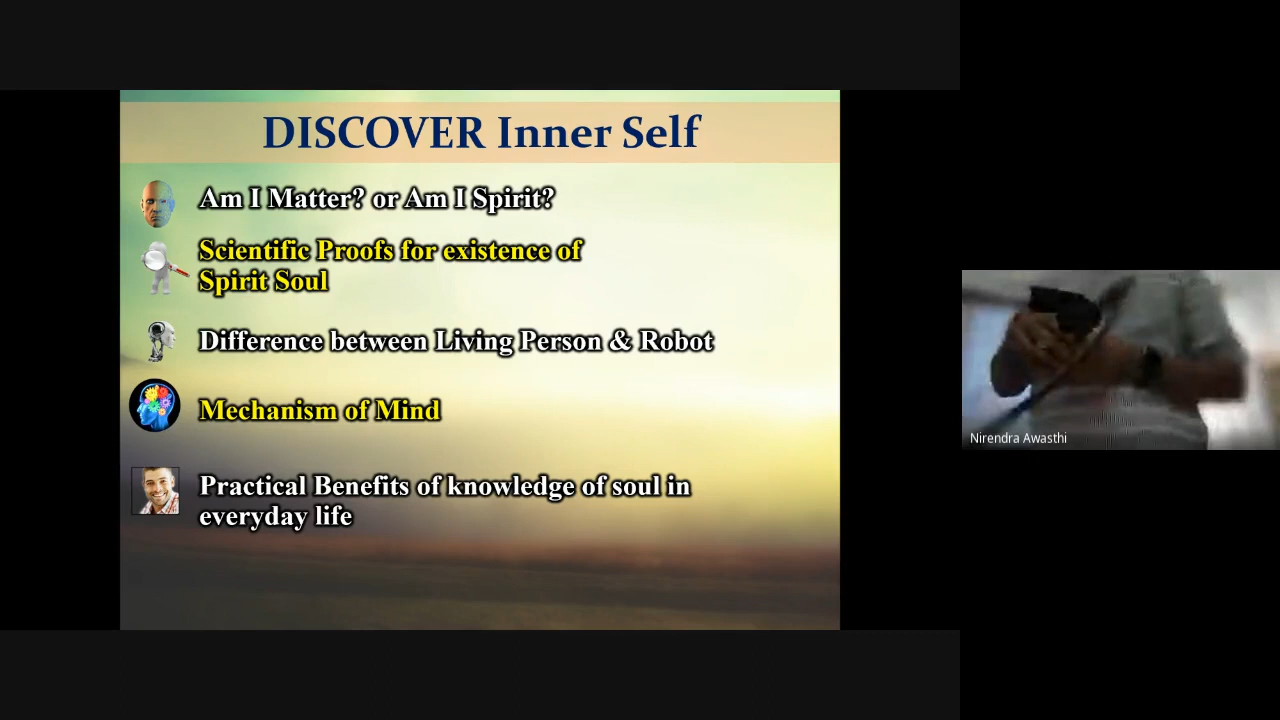 DISCOVER Inner Self
Am I Matter? or Am I Spirit?
Scientific Proofs for existence of
Spirit Soul
Difference between Living Person & Robot
Mechanism of Mind
Practical Benefits of knowledge of soul in
everyday life
Nirendra Awasthi